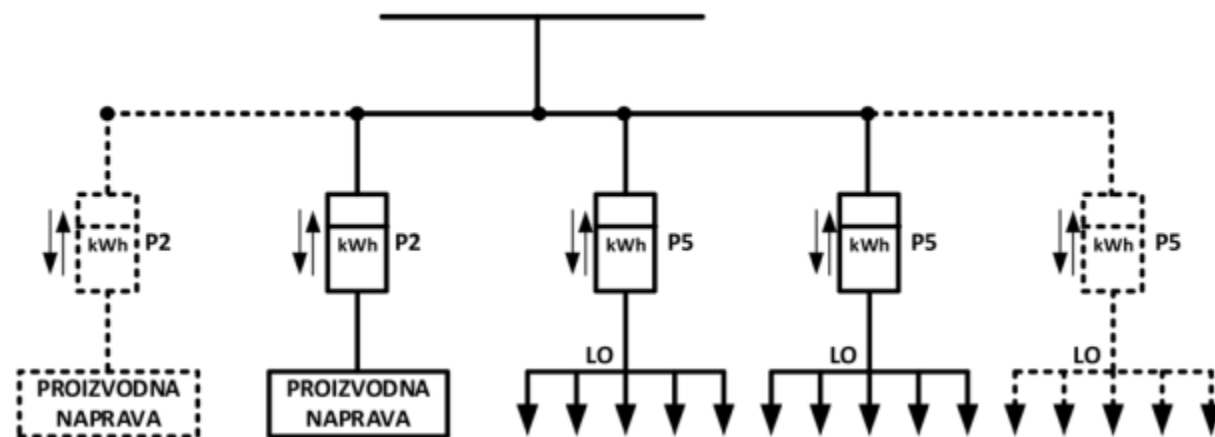 kWh P2
kWh P2
kWh P5
kWh P5
kWh P5
LO
LO
LO
PROIZVODNA
NAPRAVA
PROIZVODNA
NAPRAVA